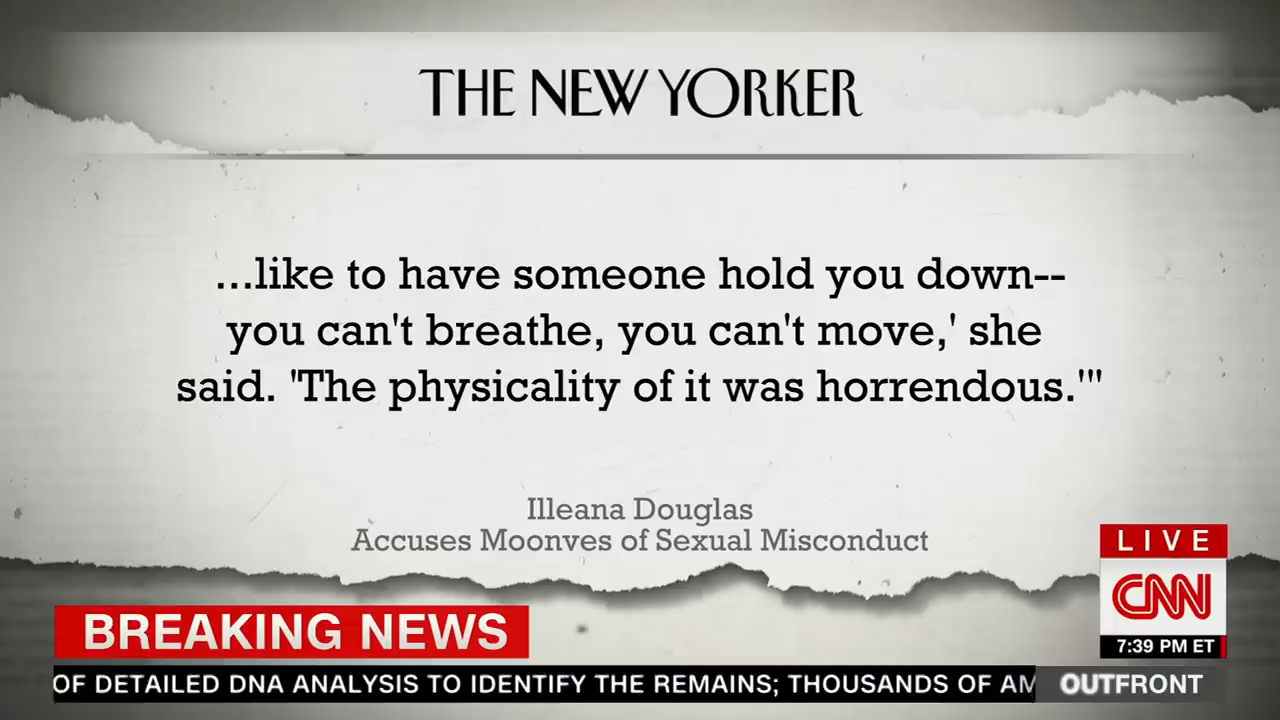 THE NEW YORKER
...like to have someone hold you down--
you can't breathe, you can't move,' she
said. 'The physicality of it was horrendous.'"
Illeana Douglas
Accuses Moonves of Sexual Misconduct
LIVE
CNN
7:39 PM ET
BREAKING NEWS
OF DETAILED DNA ANALYSIS TO IDENTIFY THE REMAINS; THOUSANDS OF AM
OUTFRONT